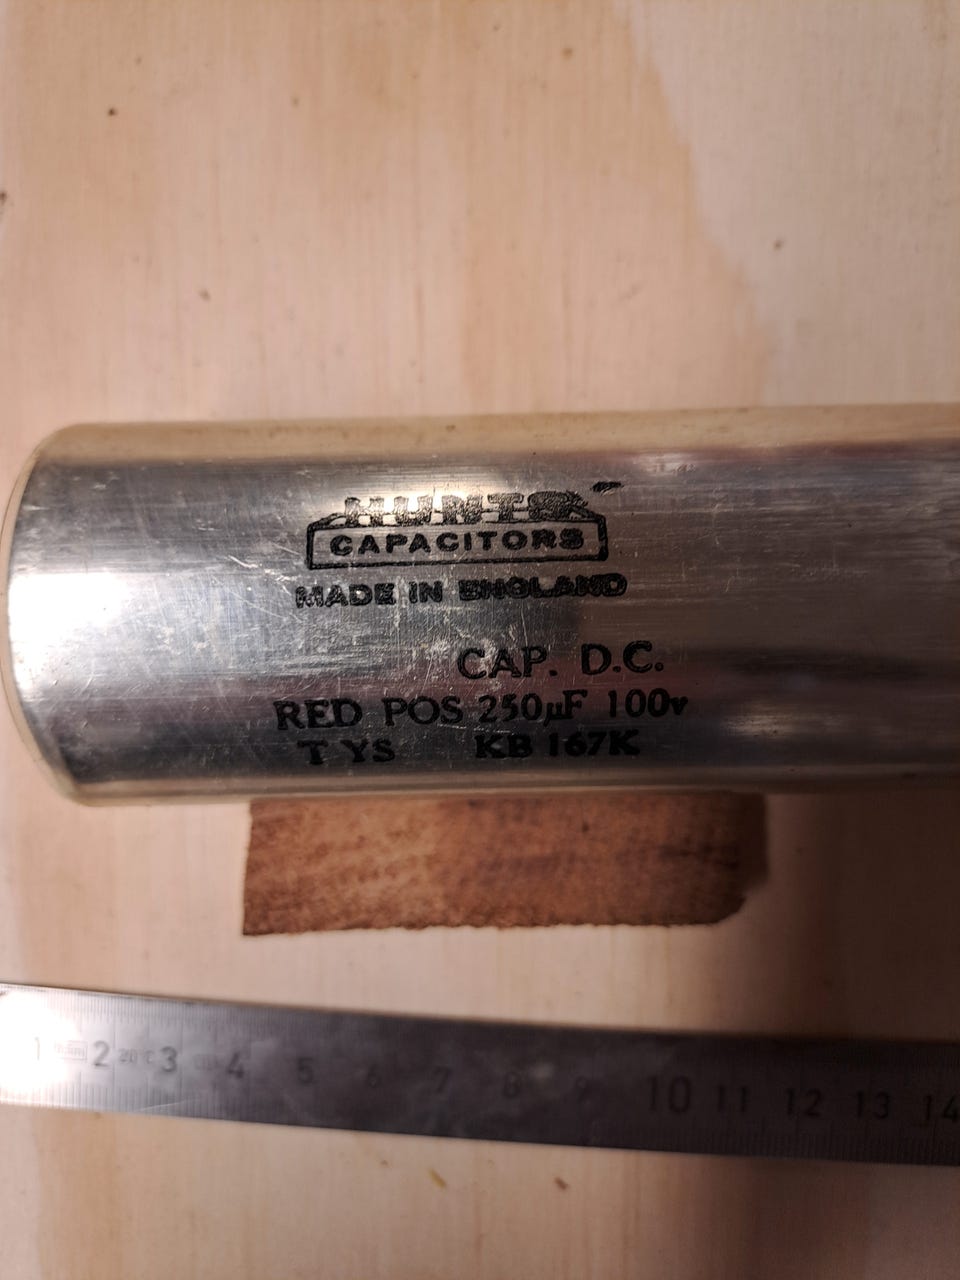 HUNTS
CAPACITORS
MADE IN ENGLAND
CAP. D.C.
RED POS 250µF 100v
T YS KB 167K
1 2 20°C 3 4 5 6 7 8 9 10 11 12 13 14